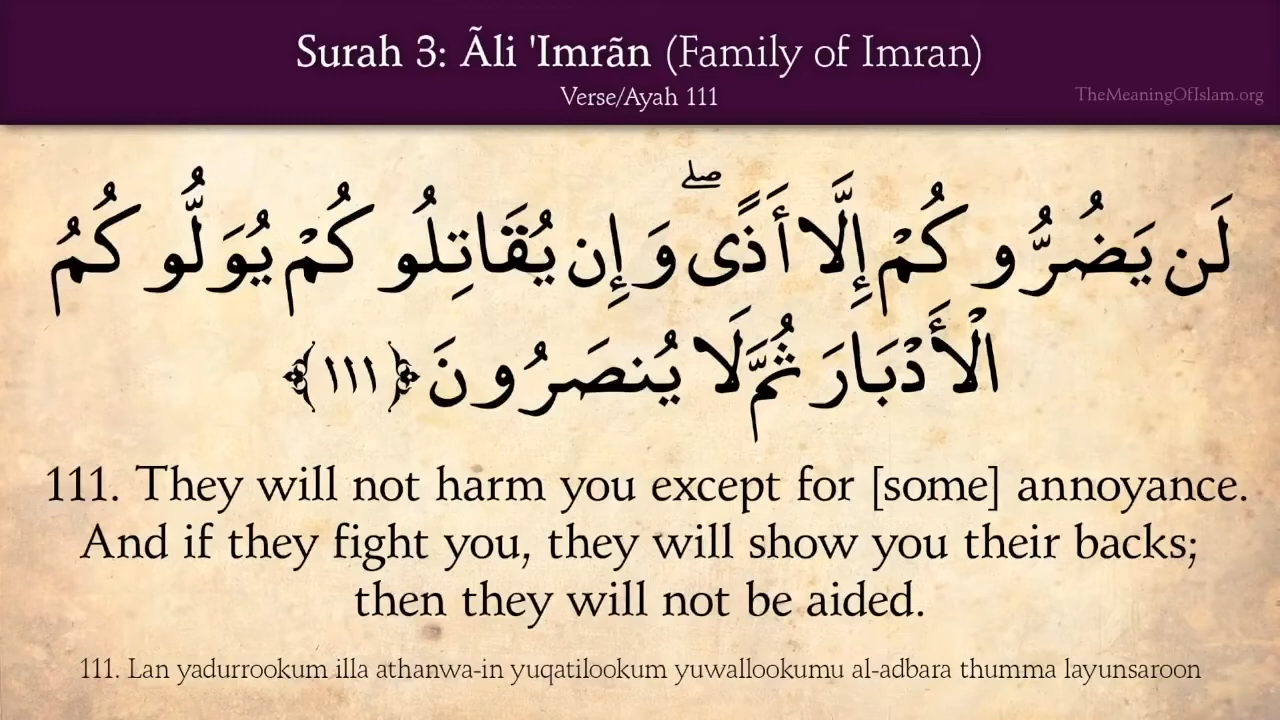 Surah 3: Ãli 'Imrãn (Family of Imran)
Verse/Ayah 111
TheMeaningOfIslam.org
لَن يَضُرُّوكُمْ إِلَّا أَذًى ۖ وَإِن يُقَاتِلُوكُمْ يُوَلُّوكُمُ
الْأَدْبَارَ ثُمَّ لَا يُنصَرُونَ ﴿١١١﴾
111. They will not harm you except for [some] annoyance.
And if they fight you, they will show you their backs;
then they will not be aided.
111. Lan yadurrookum illa athanwa-in yuqatilookum yuwallookumu al-adbara thumma layunsaroon